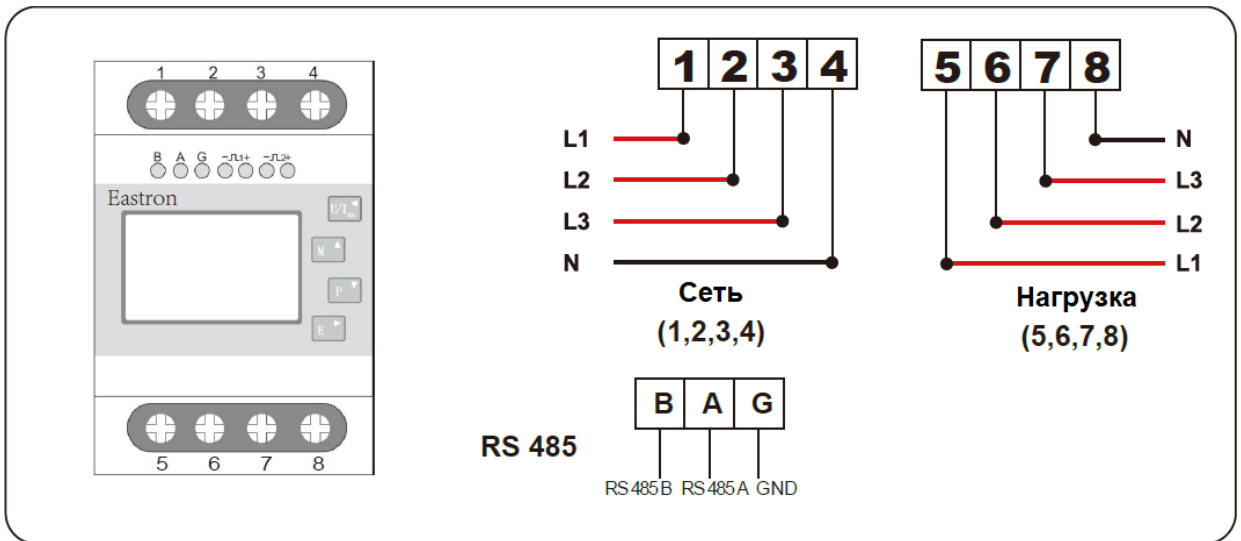 1 2 3 4
B A G -⎍1+ -⎍2+
Eastron
U/I
M
P
E
5 6 7 8
1 2 3 4
L1
L2
L3
N
Сеть
(1,2,3,4)
5 6 7 8
N
L3
L2
L1
Нагрузка
(5,6,7,8)
RS 485
B A G
RS485B RS485A GND